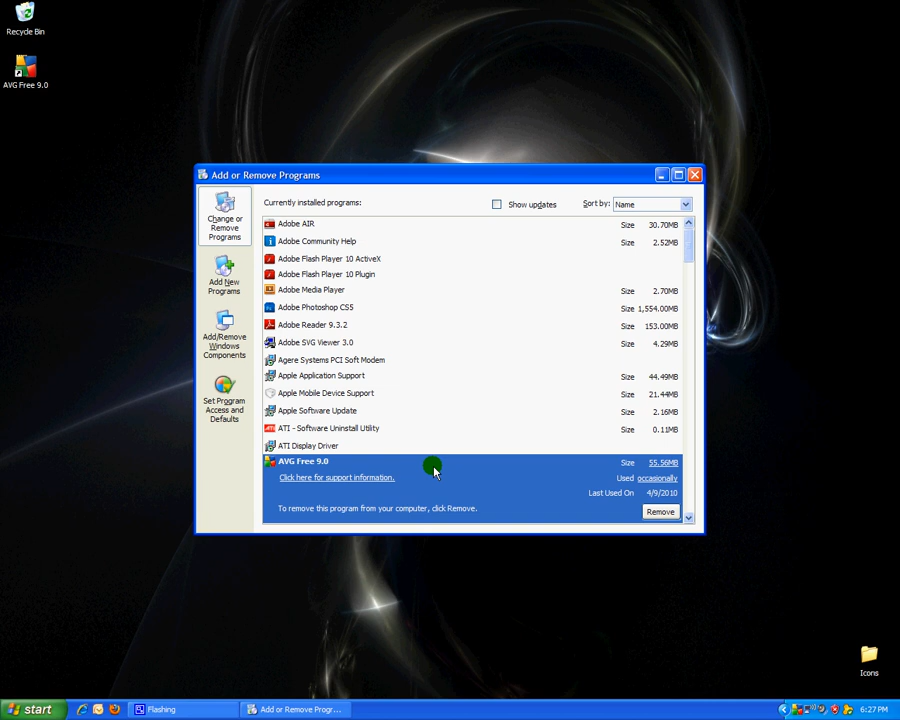 Recycle Bin
AVG Free 9.0
Add or Remove Programs
Change or
Remove
Programs
Add New
Programs
Add/Remove
Windows
Components
Set Program
Access and
Defaults
Currently installed programs:
Show updates
Sort by:
Name
Adobe AIR Size 30.70MB
Adobe Community Help Size 2.52MB
Adobe Flash Player 10 ActiveX
Adobe Flash Player 10 Plugin
Adobe Media Player Size 2.70MB
Adobe Photoshop CS5 Size 1,554.00MB
Adobe Reader 9.3.2 Size 153.00MB
Adobe SVG Viewer 3.0 Size 4.29MB
Agere Systems PCI Soft Modem
Apple Application Support Size 44.49MB
Apple Mobile Device Support Size 21.44MB
Apple Software Update Size 2.16MB
ATI - Software Uninstall Utility Size 0.11MB
ATI Display Driver
AVG Free 9.0 Size 55.56MB
Click here for support information. Used occasionally
Last Used On 4/9/2010
To remove this program from your computer, click Remove. Remove
Icons
start
Flashing
Add or Remove Progr...
6:27 PM